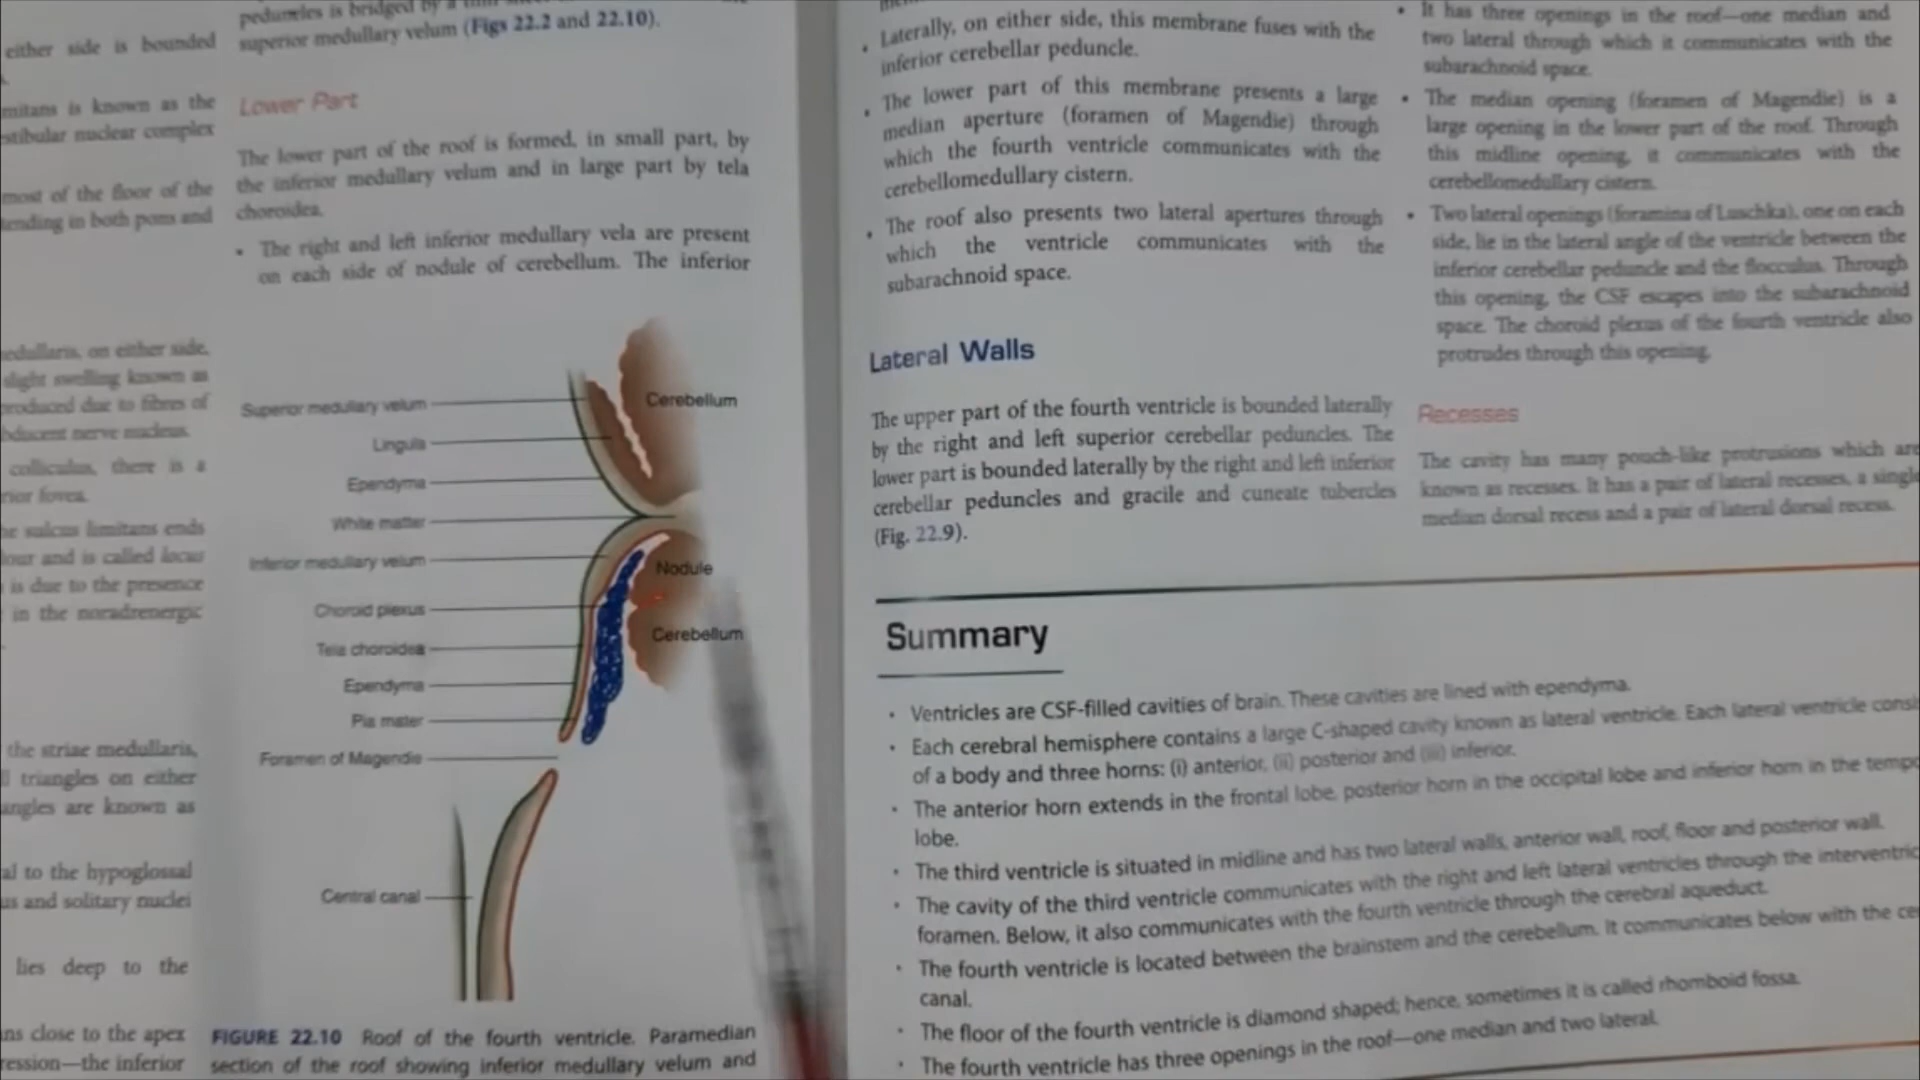 either side is bounded
mitans is known as the
stibular nuclear complex
most of the floor of the
tending in both pons and
edullaris, on either side,
slight swelling known as
produced due to fibres of
bducent nerve nucleus.
colliculus, there is a
rior fovea.
he sulcus limitans ends
lour and is called locus
is due to the presence
in the noradrenergic
the striae medullaris,
triangles on either
angles are known as
al to the hypoglossal
us and solitary nuclei
lies deep to the
ns close to the apex
ression—the inferior
peduncles is bridged by a thin
superior medullary velum (Figs 22.2 and 22.10).
Lower Part
The lower part of the roof is formed, in small part, by
the inferior medullary velum and in large part by tela
choroidea.
• The right and left inferior medullary vela are present
on each side of nodule of cerebellum. The inferior
Superior medullary velum
Cerebellum
Lingula
Ependyma
White matter
Inferior medullary velum
Nodule
Choroid plexus
Cerebellum
Tela choroidea
Ependyma
Pia mater
Foramen of Magendie
Central canal
FIGURE 22.10 Roof of the fourth ventricle. Paramedian
section of the roof showing inferior medullary velum and
• Laterally, on either side, this membrane fuses with the
inferior cerebellar peduncle.
• The lower part of this membrane presents a large
median aperture (foramen of Magendie) through
which the fourth ventricle communicates with the
cerebellomedullary cistern.
• The roof also presents two lateral apertures through
which the ventricle communicates with the
subarachnoid space.
Lateral Walls
The upper part of the fourth ventricle is bounded laterally
by the right and left superior cerebellar peduncles. The
lower part is bounded laterally by the right and left inferior
cerebellar peduncles and gracile and cuneate tubercles
(Fig. 22.9).
• It has three openings in the roof—one median and
two lateral through which it communicates with the
subarachnoid space.
• The median opening (foramen of Magendie) is a
large opening in the lower part of the roof. Through
this midline opening, it communicates with the
cerebellomedullary cistern.
• Two lateral openings (foramina of Luschka), one on each
side, lie in the lateral angle of the ventricle between the
inferior cerebellar peduncle and the flocculus. Through
this opening, the CSF escapes into the subarachnoid
space. The choroid plexus of the fourth ventricle also
protrudes through this opening.
Recesses
The cavity has many pouch-like protrusions which are
known as recesses. It has a pair of lateral recesses, a single
median dorsal recess and a pair of lateral dorsal recess.
Summary
• Ventricles are CSF-filled cavities of brain. These cavities are lined with ependyma.
• Each cerebral hemisphere contains a large C-shaped cavity known as lateral ventricle. Each lateral ventricle consi
of a body and three horns: (i) anterior, (ii) posterior and (iii) inferior.
• The anterior horn extends in the frontal lobe, posterior horn in the occipital lobe and inferior horn in the tempo
lobe.
• The third ventricle is situated in midline and has two lateral walls, anterior wall, roof, floor and posterior wall.
• The cavity of the third ventricle communicates with the right and left lateral ventricles through the interventric
foramen. Below, it also communicates with the fourth ventricle through the cerebral aqueduct.
• The fourth ventricle is located between the brainstem and the cerebellum. It communicates below with the ce
canal.
• The floor of the fourth ventricle is diamond shaped; hence, sometimes it is called rhomboid fossa.
• The fourth ventricle has three openings in the roof—one median and two lateral.